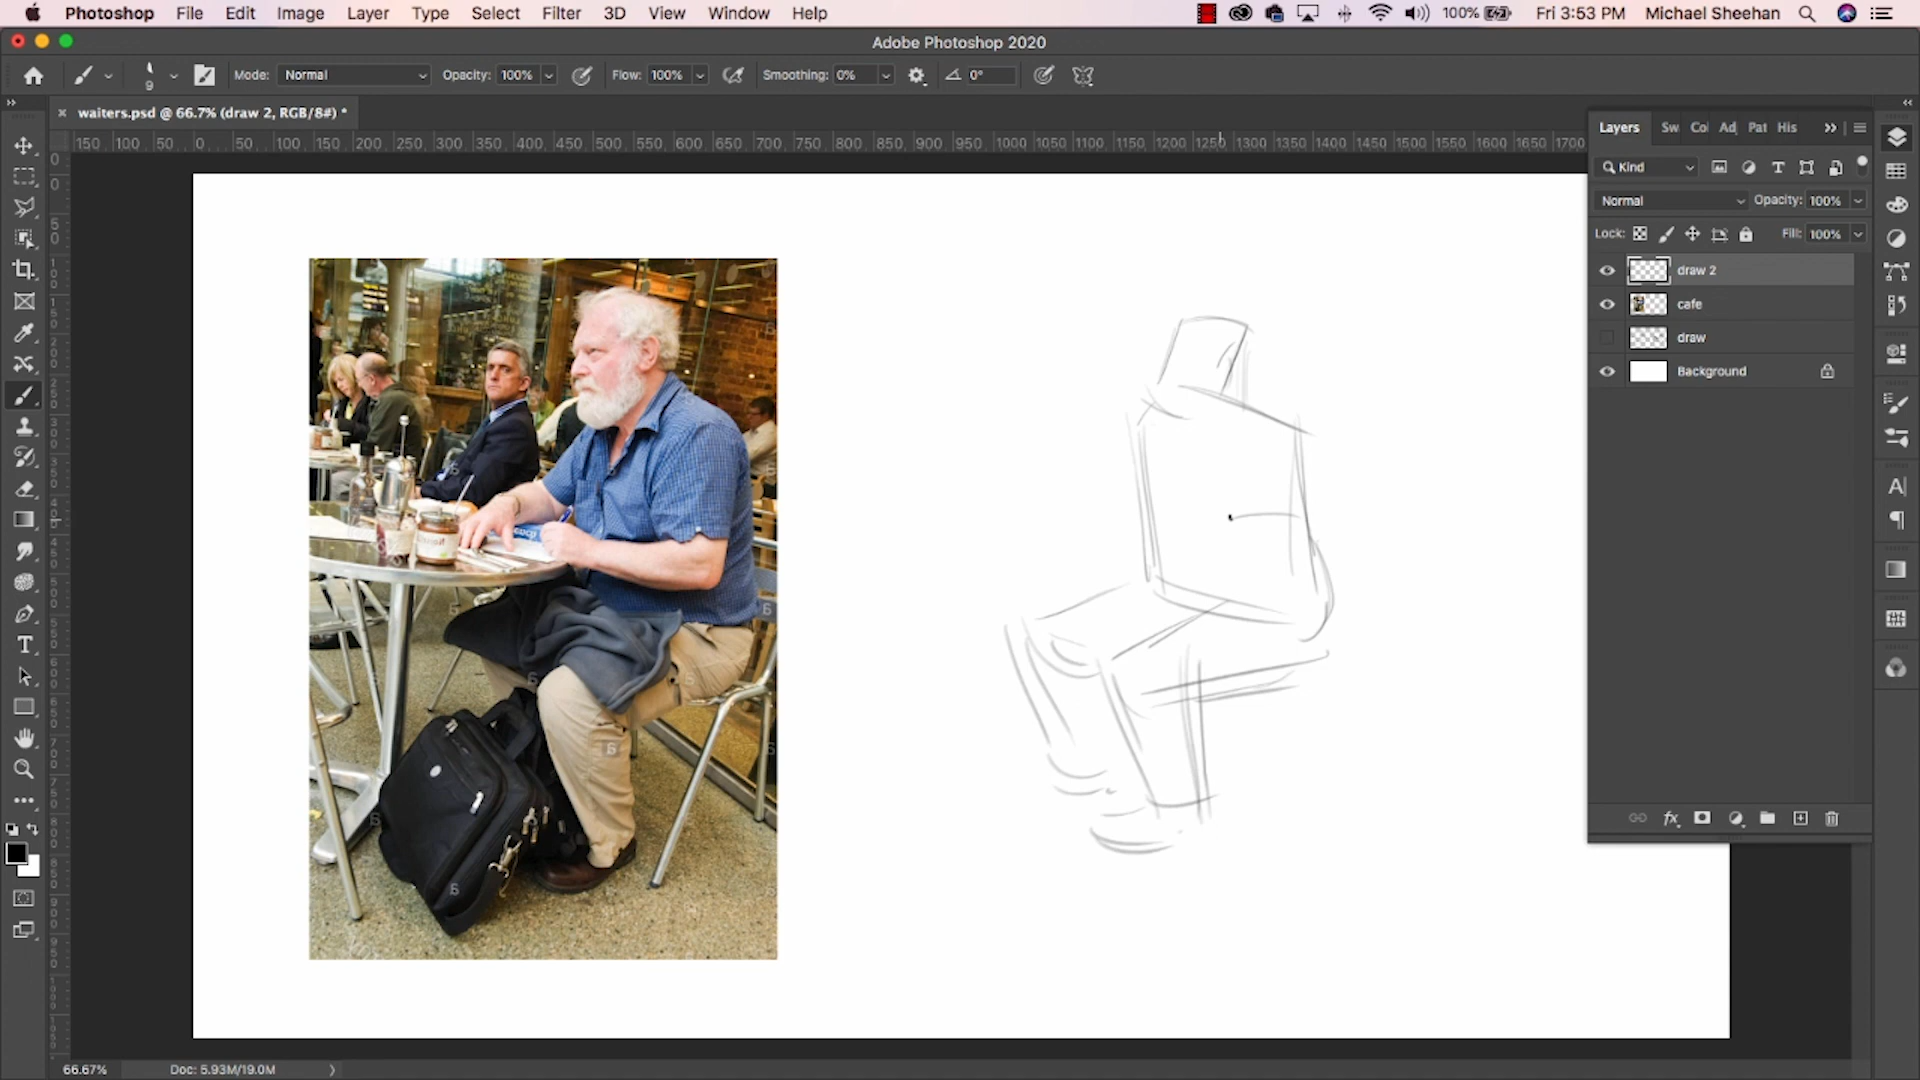 Photoshop File Edit Image Layer Type Select Filter 3D View Window Help 100% Fri 3:53 PM Michael Sheehan
Adobe Photoshop 2020
9 Mode: Normal Opacity: 100% Flow: 100% Smoothing: 0% 0°
waiters.psd @ 66.7% (draw 2, RGB/8#) *
150 100 50 0 50 100 150 200 250 300 350 400 450 500 550 600 650 700 750 800 850 900 950 1000 1050 1100 1150 1200 1250 1300 1350 1400 1450 1500 1550 1600 1650 1700
Layers Sw Co Ad Pat His
Kind
Normal Opacity: 100%
Lock: Fill: 100%
draw 2
cafe
draw
Background
fx
66.67% Doc: 5.93M/19.0M